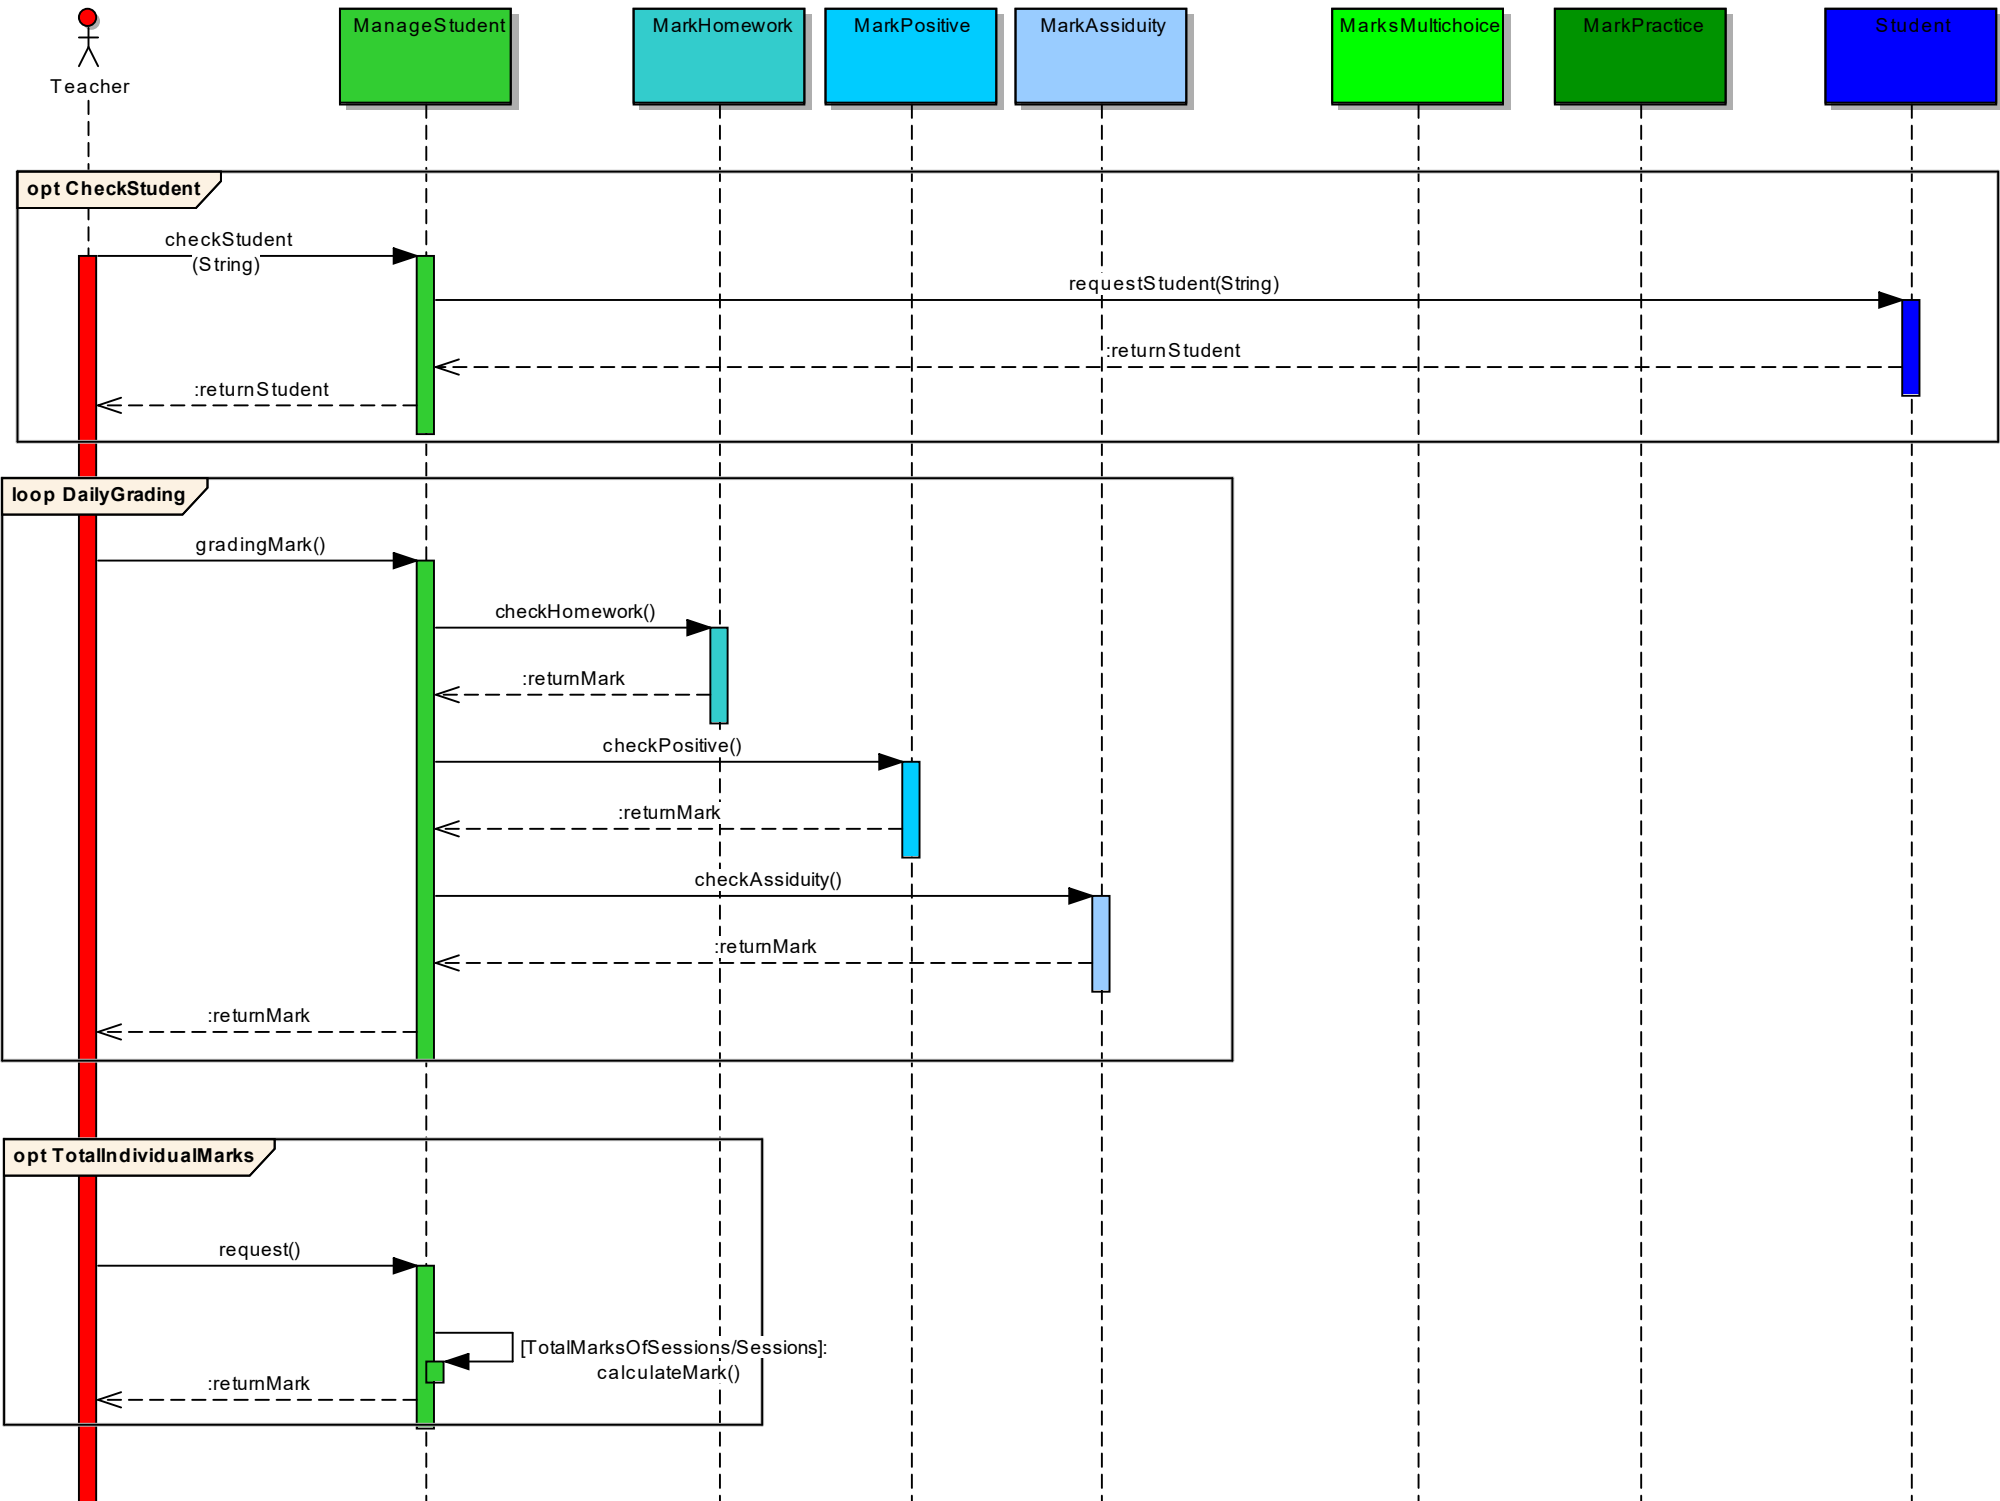 Teacher
ManageStudent
MarkHomework
MarkPositive
MarkAssiduity
MarksMultichoice
MarkPractice
Student
opt CheckStudent
checkStudent
(String)
requestStudent(String)
:returnStudent
:returnStudent
loop DailyGrading
gradingMark()
checkHomework()
:returnMark
checkPositive()
:returnMark
checkAssiduity()
:returnMark
:returnMark
opt TotalIndividualMarks
request()
[TotalMarksOfSessions/Sessions]:
calculateMark()
:returnMark